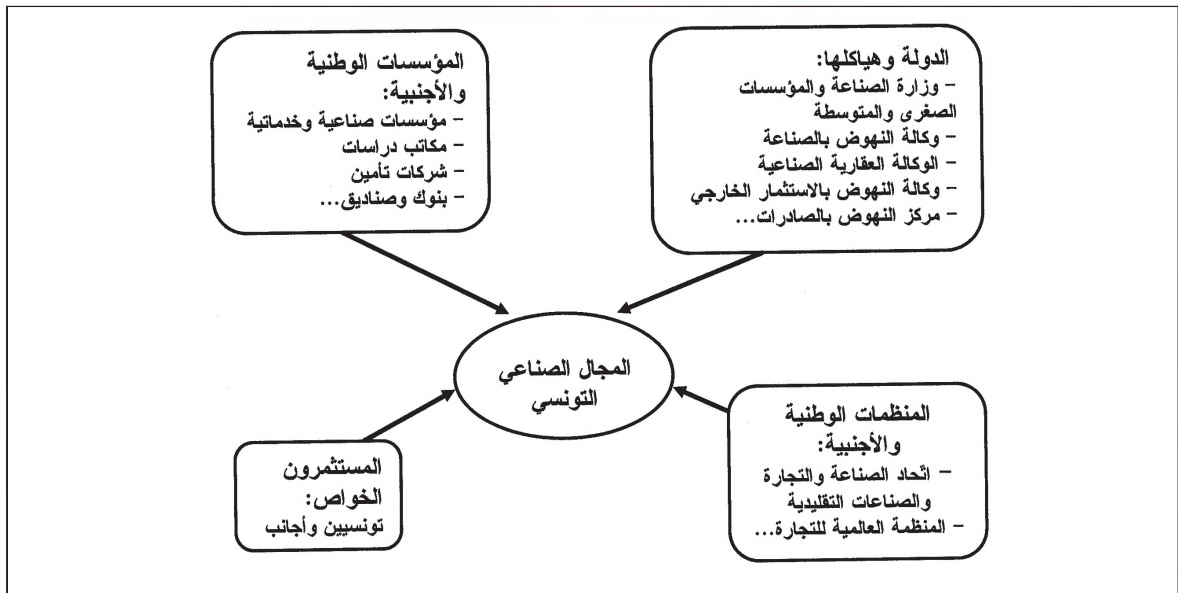 الدولة وهياكلها:
– وزارة الصناعة والمؤسسات
الصغرى والمتوسطة
– وكالة النهوض بالصناعة
– الوكالة العقارية الصناعية
– وكالة النهوض بالاستثمار الخارجي
– مركز النهوض بالصادرات...
المؤسسات الوطنية
والأجنبية:
– مؤسسات صناعية وخدماتية
– مكاتب دراسات
– شركات تأمين
– بنوك وصناديق...
المجال الصناعي
التونسي
المنظمات الوطنية
والأجنبية:
– اتّحاد الصناعة والتجارة
والصناعات التقليدية
– المنظمة العالمية للتجارة...
المستثمرون
الخواص:
تونسيين وأجانب